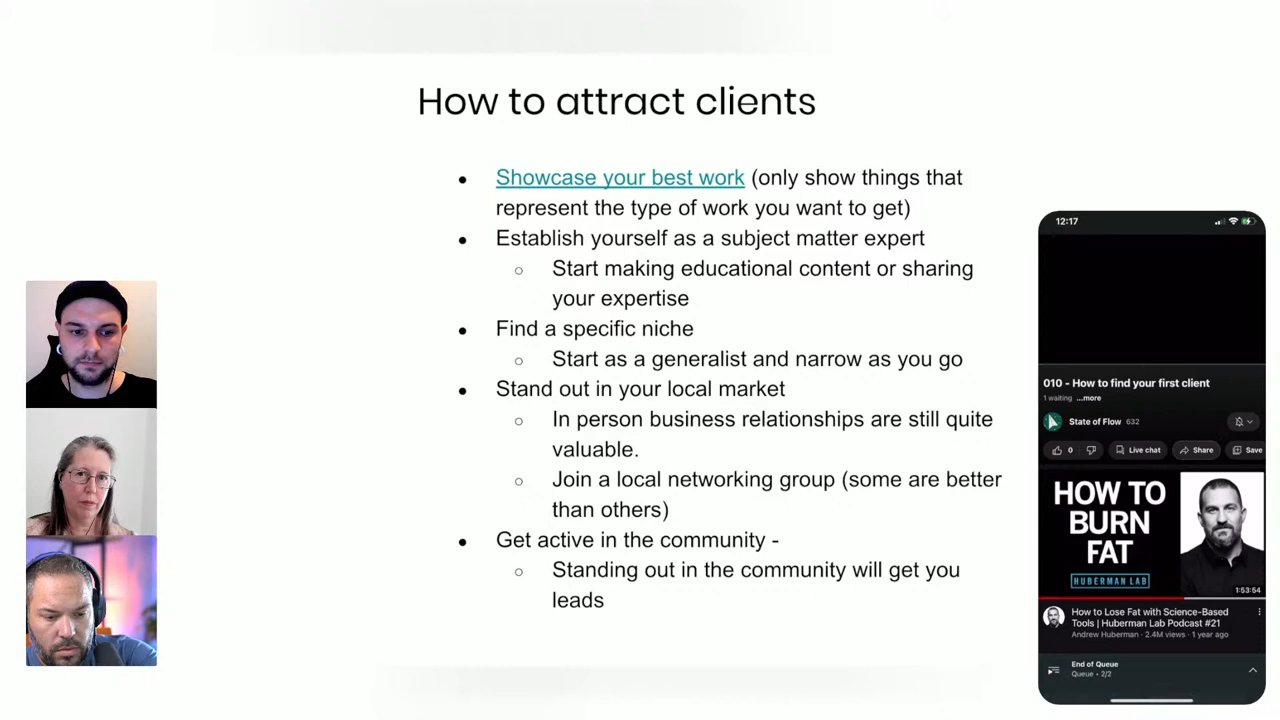 How to attract clients
● Showcase your best work (only show things that
represent the type of work you want to get)
● Establish yourself as a subject matter expert
○ Start making educational content or sharing
your expertise
● Find a specific niche
○ Start as a generalist and narrow as you go
● Stand out in your local market
○ In person business relationships are still quite
valuable.
○ Join a local networking group (some are better
than others)
● Get active in the community -
○ Standing out in the community will get you
leads
12:17
010 - How to find your first client
1 waiting ...more
State of Flow 632
0 Live chat Share Save
HOW TO
BURN
FAT
HUBERMAN LAB
1:53:54
How to Lose Fat with Science-Based
Tools | Huberman Lab Podcast #21
Andrew Huberman · 2.4M views · 1 year ago
End of Queue
Queue • 2/2